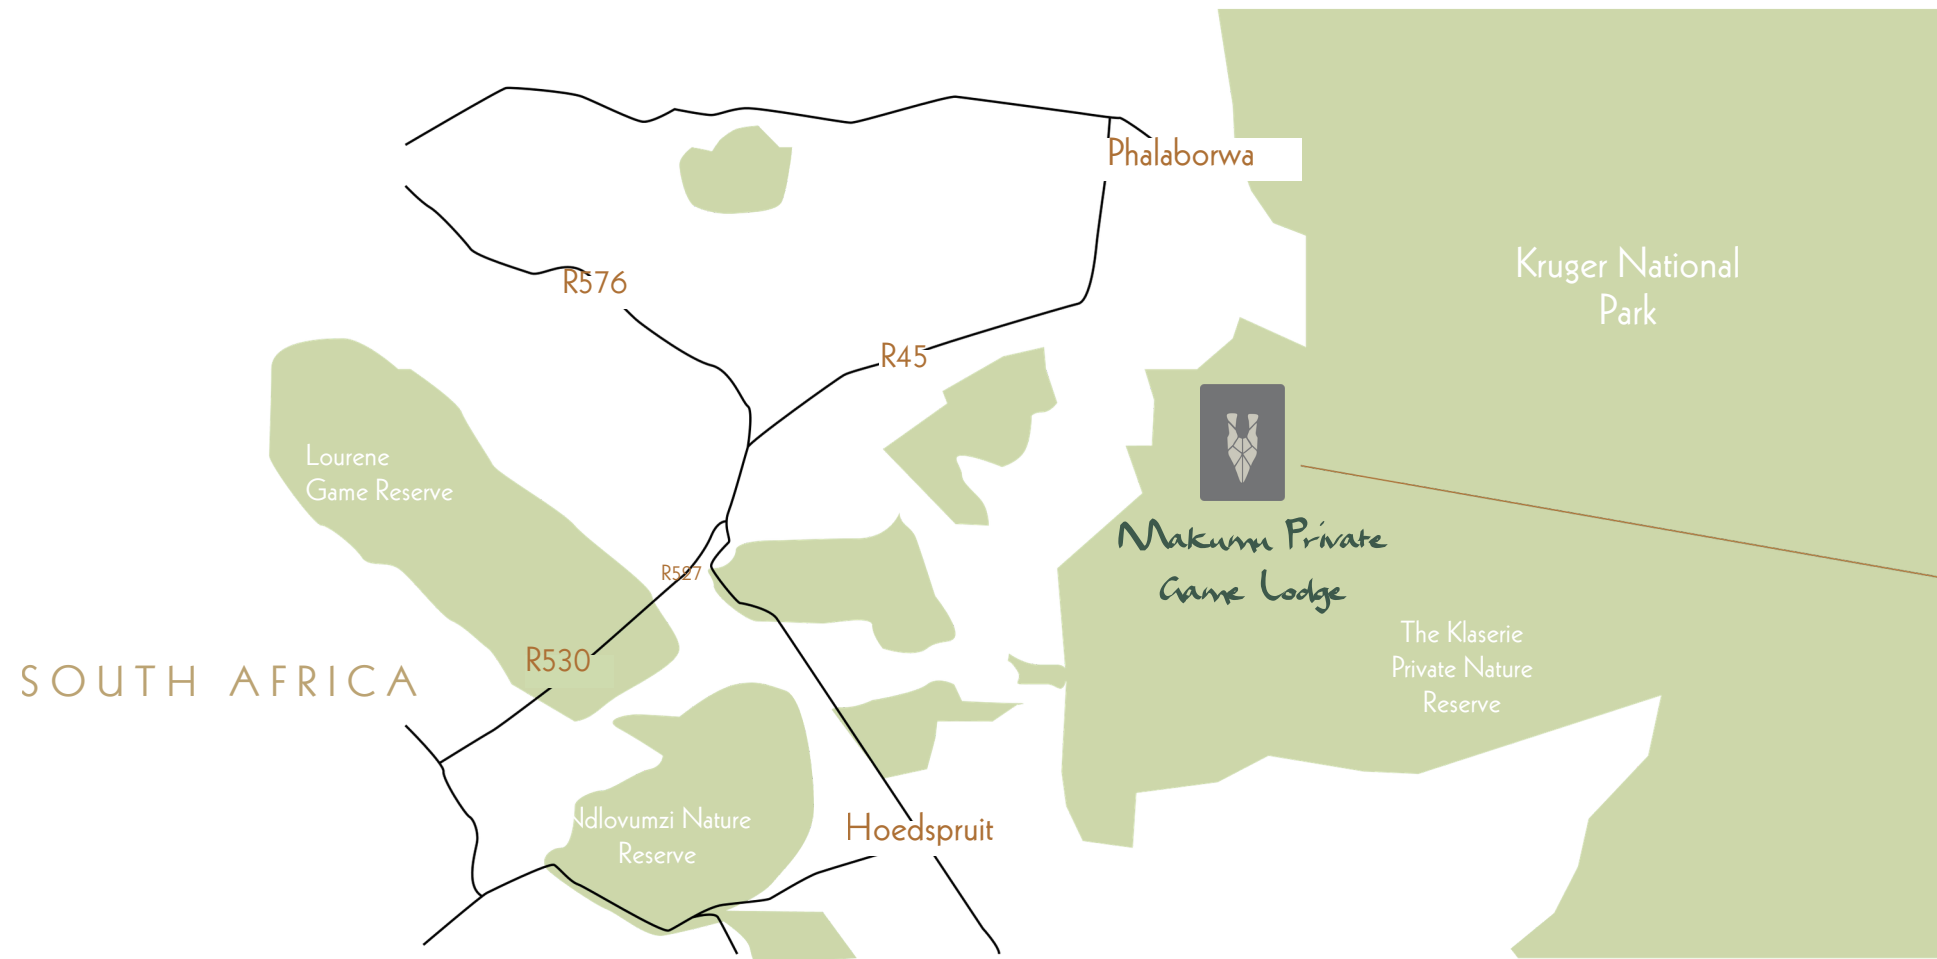 Phalaborwa
Kruger National
Park
R576
R45
Lourene
Game Reserve
Makumu Private
Game Lodge
R527
The Klaserie
Private Nature
Reserve
R530
SOUTH AFRICA
Ndlovumzi Nature
Reserve
Hoedspruit